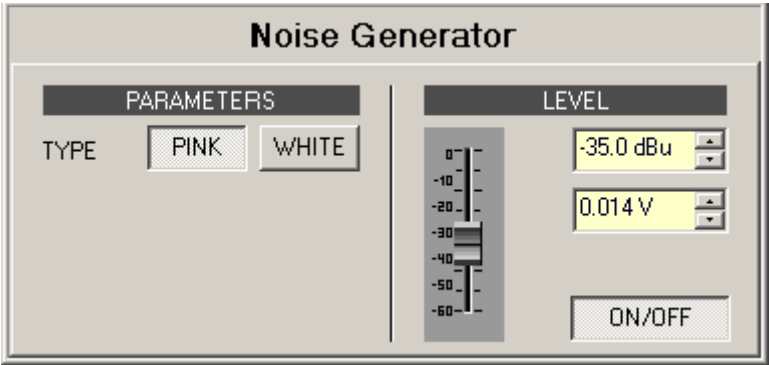 Noise Generator
PARAMETERS
TYPE PINK WHITE
LEVEL
0
-10
-20
-30
-40
-50
-60
-35.0 dBu
0.014 V
ON/OFF